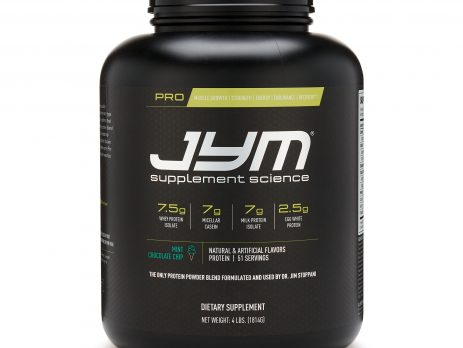 PRO
MUSCLE GROWTH | STRENGTH | ENERGY | ENDURANCE | RECOVERY
JYM®
supplement science
7.5g 7g 7g 2.5g
WHEY PROTEIN MICELLAR MILK PROTEIN EGG WHITE
ISOLATE CASEIN ISOLATE PROTEIN
MINT NATURAL & ARTIFICIAL FLAVORS
CHOCOLATE CHIP PROTEIN | 51 SERVINGS
THE ONLY PROTEIN POWDER BLEND FORMULATED AND USED BY DR. JIM STOPPANI
DIETARY SUPPLEMENT
NET WEIGHT: 4 LBS. (1814G)